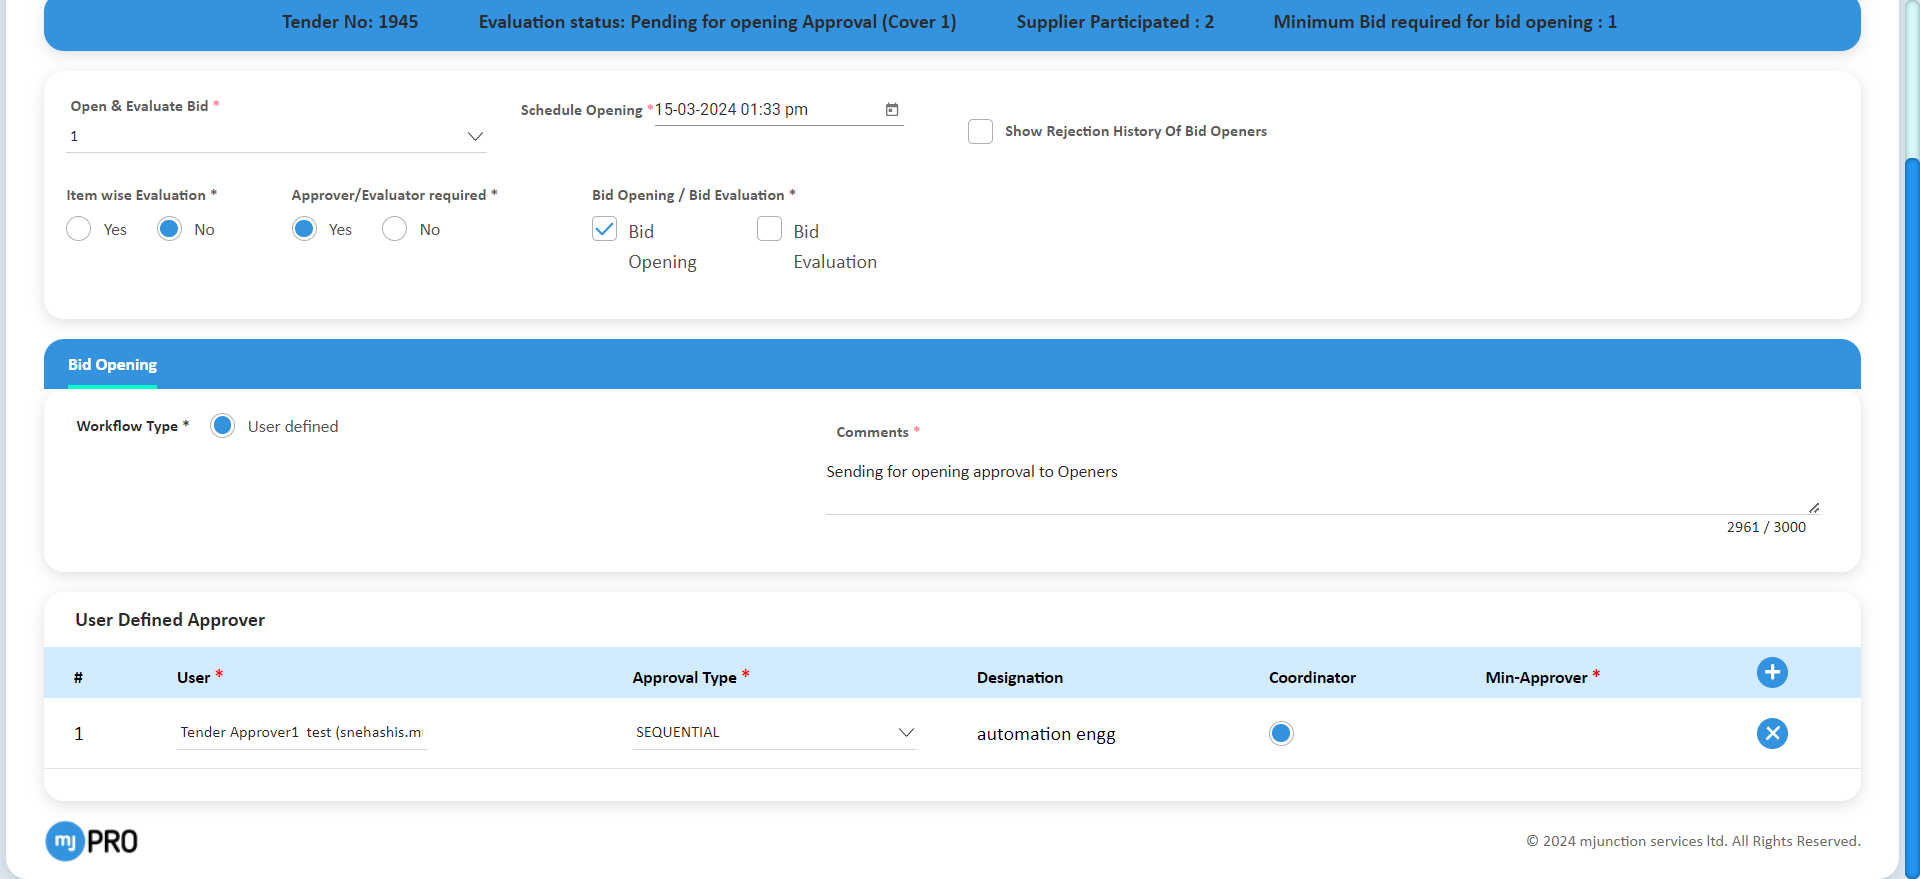 Tender No: 1945 Evaluation status: Pending for opening Approval (Cover 1) Supplier Participated : 2 Minimum Bid required for bid opening : 1
Open & Evaluate Bid *
1
Schedule Opening * 15-03-2024 01:33 pm
Show Rejection History Of Bid Openers
Item wise Evaluation * Approver/Evaluator required * Bid Opening / Bid Evaluation *
Yes No Yes No Bid Opening Bid Evaluation
Bid Opening
Workflow Type * User defined
Comments *
Sending for opening approval to Openers
2961 / 3000
User Defined Approver
# User * Approval Type * Designation Coordinator Min-Approver *
1 Tender Approver1 test (snehashis.m SEQUENTIAL automation engg
mj PRO
© 2024 mjunction services ltd. All Rights Reserved.